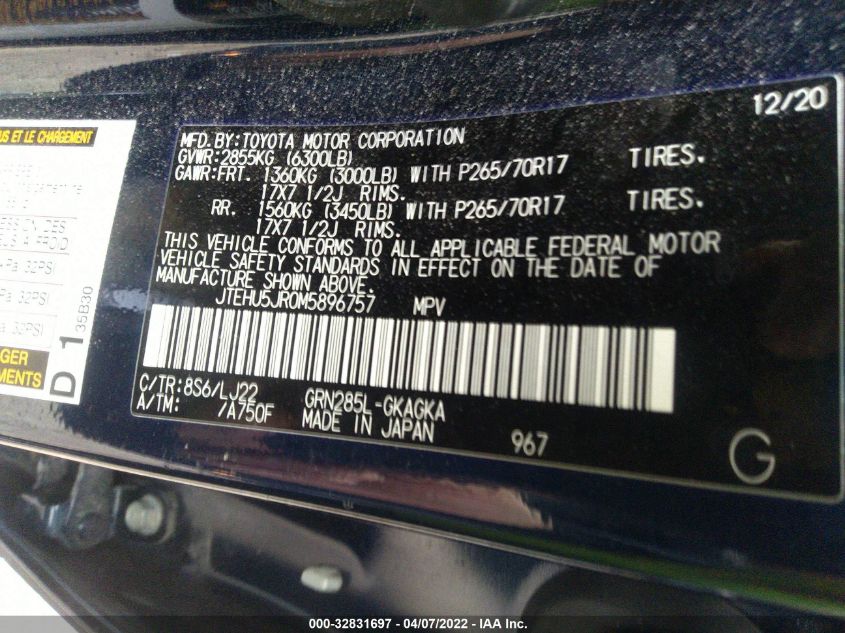 12/20
MFD.BY:TOYOTA MOTOR CORPORATION
GVWR:2855KG (6300LB)
GAWR:FRT. 1360KG (3000LB) WITH P265/70R17 TIRES.
17X7 1/2J RIMS.
RR. 1560KG (3450LB) WITH P265/70R17 TIRES.
17X7 1/2J RIMS.
THIS VEHICLE CONFORMS TO ALL APPLICABLE FEDERAL MOTOR
VEHICLE SAFETY STANDARDS IN EFFECT ON THE DATE OF
MANUFACTURE SHOWN ABOVE.
JTEHU5JR0M5896757 MPV
C/TR:8S6/LJ22 GRN285L-GKAGKA
A/TM: /A750F MADE IN JAPAN
967
G
US ET LE CHARGEMENT
32PSI
32PSI
32PSI
GER
EMENTS
D 1
35B30
000-32831697 - 04/07/2022 - IAA Inc.